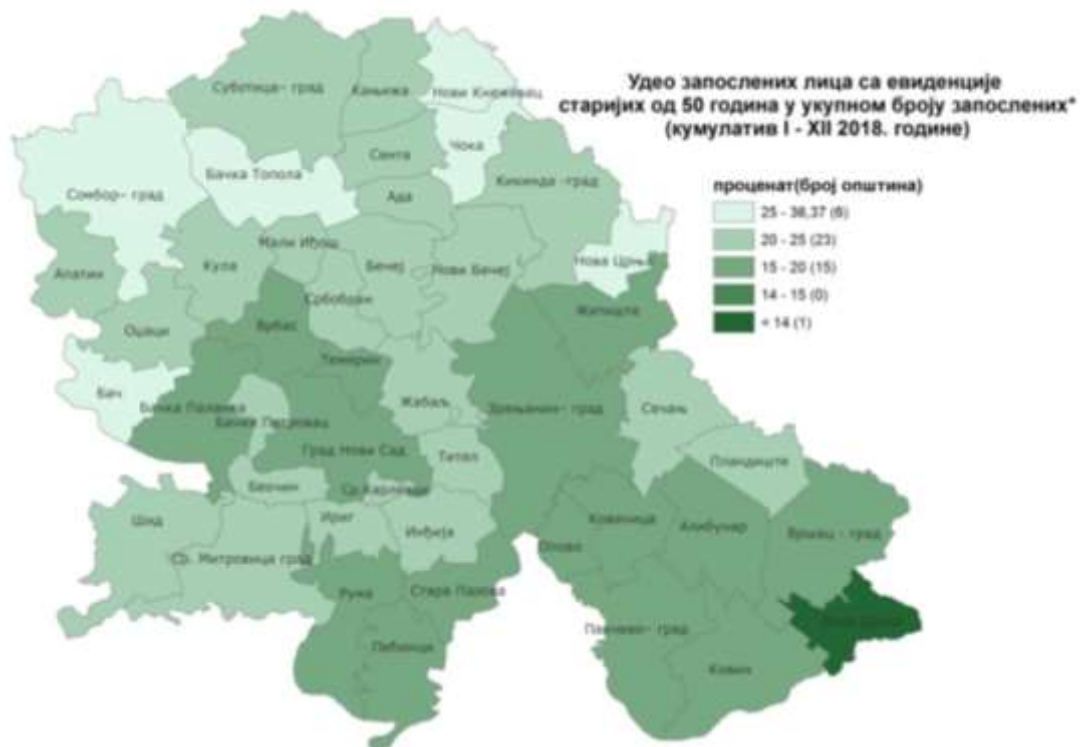 Удео запослених лица са евиденције
старијих од 50 година у укупном броју запослених*
(кумулатив I - XII 2018. године)
проценат(број општина)
25 - 36,37 (6)
20 - 25 (23)
15 - 20 (15)
14 - 15 (0)
< 14 (1)
Суботица- град
Кањижа
Нови Кнежевац
Сента
Чока
Бачка Топола
Сомбор- град
Ада
Кикинда -град
Мали Иђош
Апатин
Кула
Бечеј
Нови Бечеј
Нова Црња
Србобран
Оџаци
Врбас
Житиште
Темерин
Бач
Бачка Паланка
Жабаљ
Зрењанин- град
Сечањ
Бачки Петровац
Град Нови Сад
Тител
Пландиште
Беочин
Ср.Карловци
Шид
Ириг
Инђија
Ковачица
Алибунар
Вршац - град
Ср. Митровица град
Опово
Рума
Стара Пазова
Панчево- град
Пећинци
Ковин